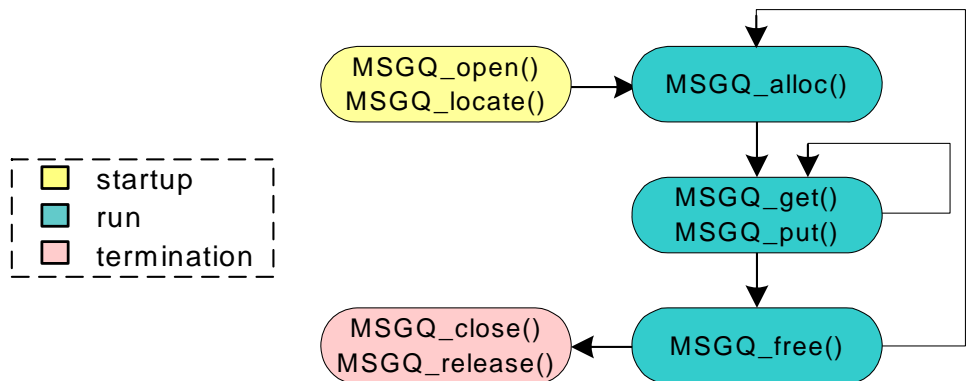 MSGQ_open()
MSGQ_locate()
MSGQ_alloc()
startup
run
termination
MSGQ_get()
MSGQ_put()
MSGQ_close()
MSGQ_release()
MSGQ_free()